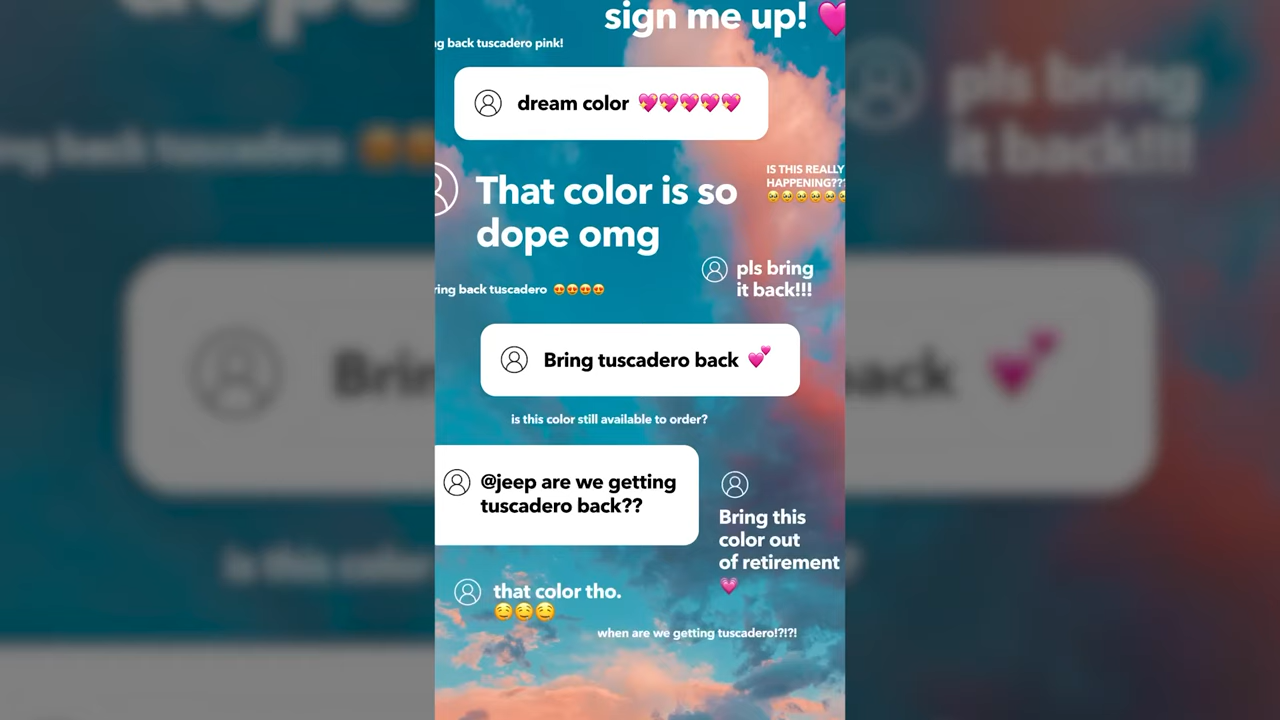 sign me up! 💗
ng back tuscadero pink!
dream color 💖💖💖💖💖
IS THIS REALLY
HAPPENING???
🥹🥹🥹🥹🥹🥹
That color is so
dope omg
pls bring
it back!!!
ring back tuscadero 😍😍😍😍
Bring tuscadero back 💕
is this color still available to order?
@jeep are we getting
tuscadero back??
Bring this
color out
of retirement
💗
that color tho.
🤤🤤🤤
when are we getting tuscadero!?!?!